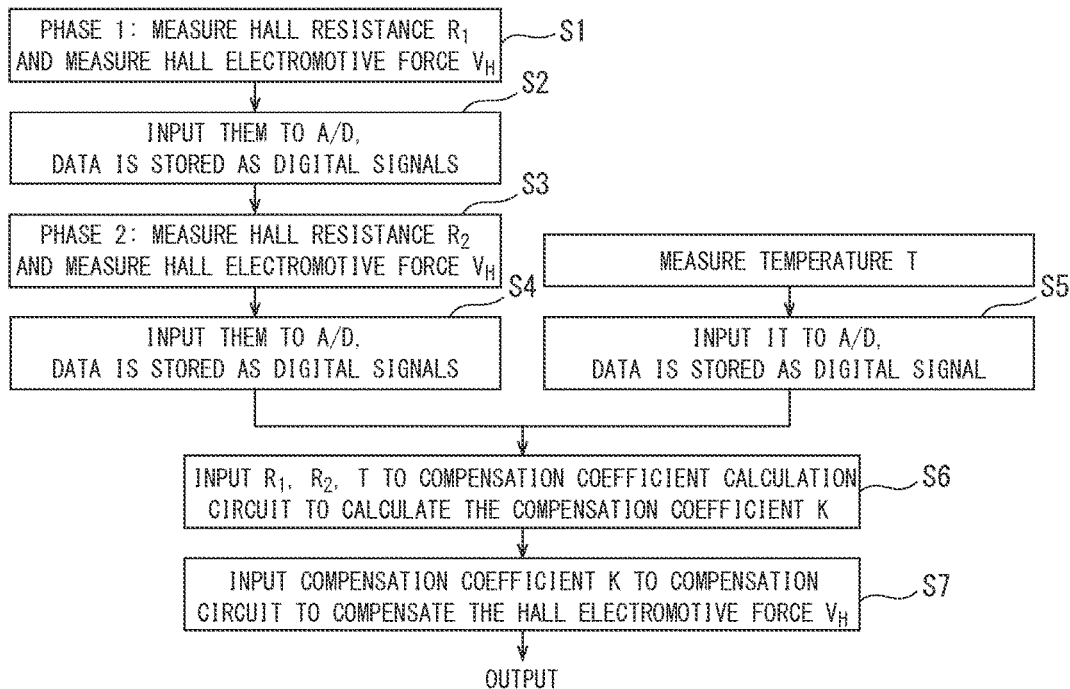 PHASE 1: MEASURE HALL RESISTANCE R₁
AND MEASURE HALL ELECTROMOTIVE FORCE V_H
S1
S2
INPUT THEM TO A/D,
DATA IS STORED AS DIGITAL SIGNALS
S3
PHASE 2: MEASURE HALL RESISTANCE R₂
AND MEASURE HALL ELECTROMOTIVE FORCE V_H
MEASURE TEMPERATURE T
S4
INPUT THEM TO A/D,
DATA IS STORED AS DIGITAL SIGNALS
S5
INPUT IT TO A/D,
DATA IS STORED AS DIGITAL SIGNAL
INPUT R₁, R₂, T TO COMPENSATION COEFFICIENT CALCULATION
CIRCUIT TO CALCULATE THE COMPENSATION COEFFICIENT K
S6
INPUT COMPENSATION COEFFICIENT K TO COMPENSATION
CIRCUIT TO COMPENSATE THE HALL ELECTROMOTIVE FORCE V_H
S7
OUTPUT